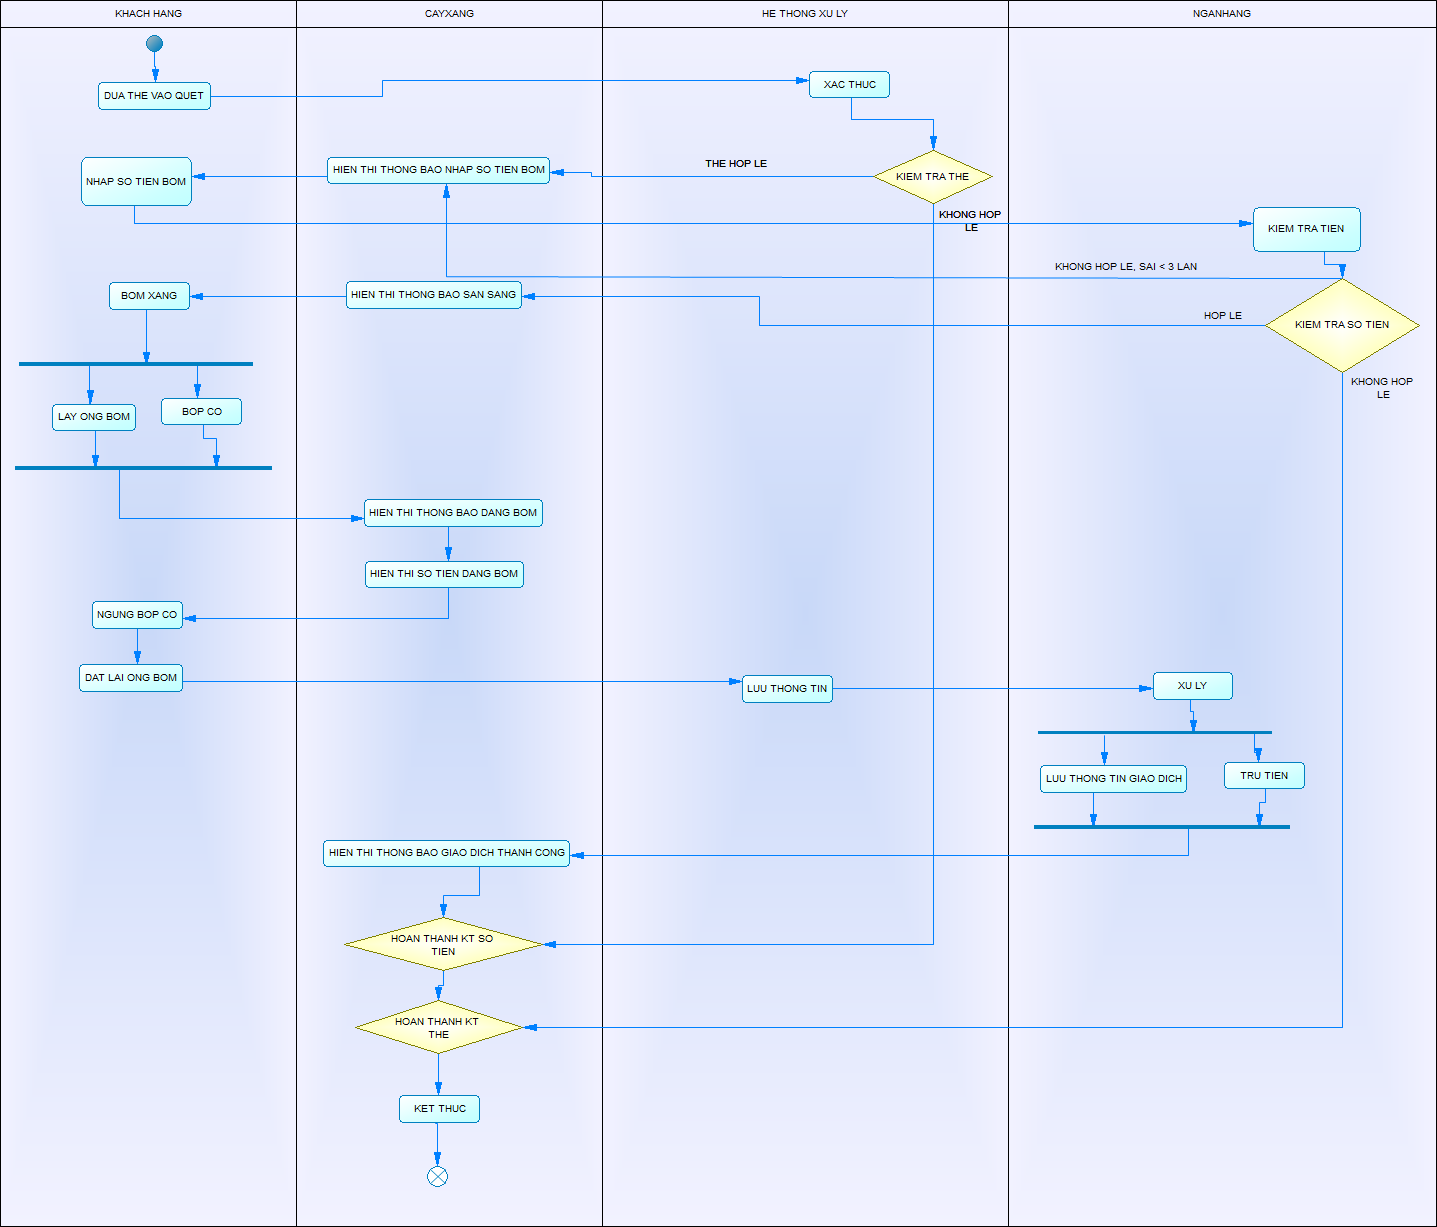 KHACH HANG
CAYXANG
HE THONG XU LY
NGANHANG
DUA THE VAO QUET
XAC THUC
THE HOP LE
HIEN THI THONG BAO NHAP SO TIEN BOM
NHAP SO TIEN BOM
KIEM TRA THE
KHONG HOP
LE
KIEM TRA TIEN
KHONG HOP LE, SAI < 3 LAN
BOM XANG
HIEN THI THONG BAO SAN SANG
HOP LE
KIEM TRA SO TIEN
KHONG HOP
LE
LAY ONG BOM
BOP CO
HIEN THI THONG BAO DANG BOM
HIEN THI SO TIEN DANG BOM
NGUNG BOP CO
DAT LAI ONG BOM
LUU THONG TIN
XU LY
LUU THONG TIN GIAO DICH
TRU TIEN
HIEN THI THONG BAO GIAO DICH THANH CONG
HOAN THANH KT SO
TIEN
HOAN THANH KT
THE
KET THUC